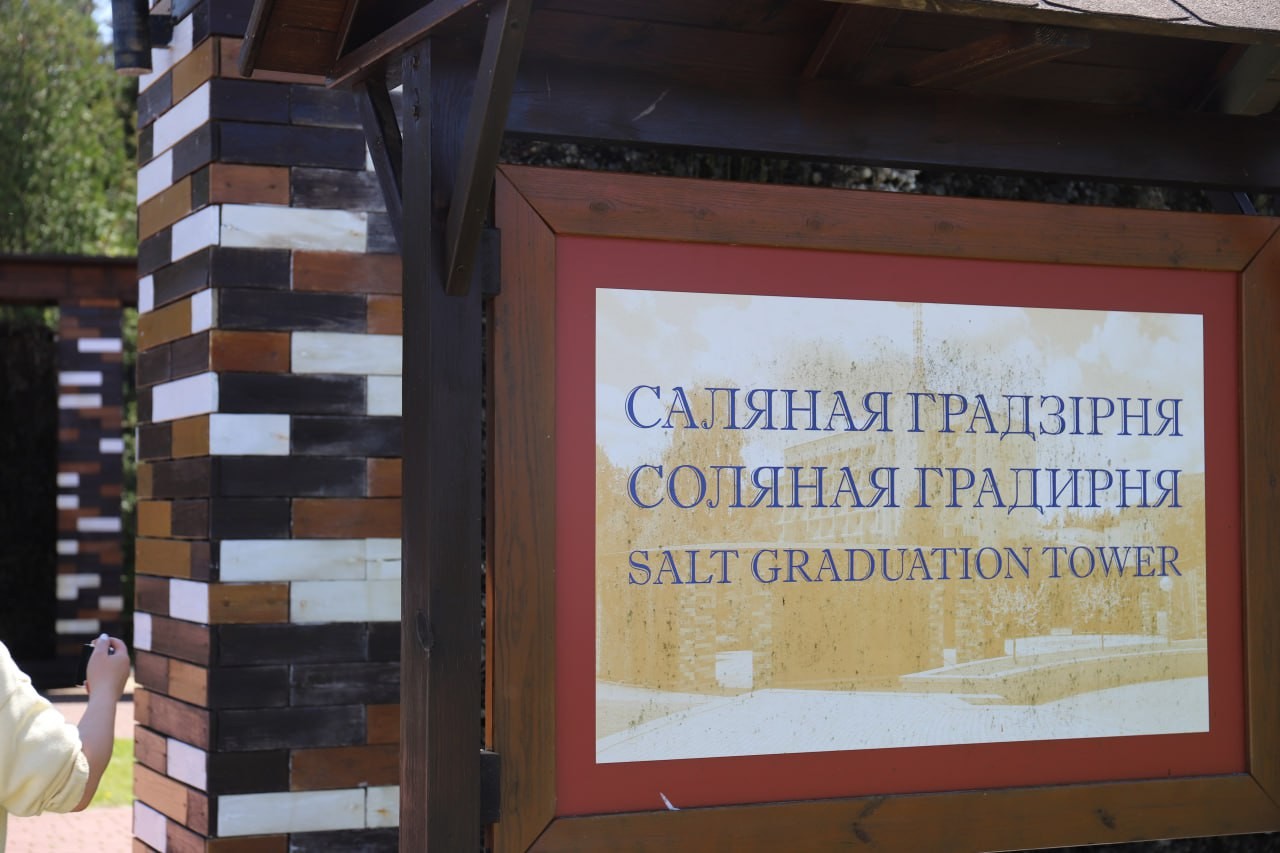 САЛЯНАЯ ГРАДЗІРНЯ
СОЛЯНАЯ ГРАДИРНЯ
SALT GRADUATION TOWER